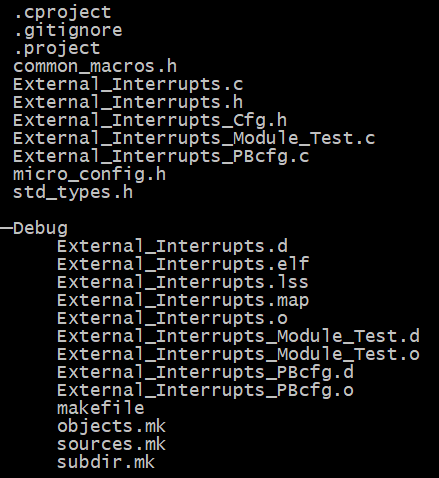 .cproject
.gitignore
.project
common_macros.h
External_Interrupts.c
External_Interrupts.h
External_Interrupts_Cfg.h
External_Interrupts_Module_Test.c
External_Interrupts_PBcfg.c
micro_config.h
std_types.h
─Debug
External_Interrupts.d
External_Interrupts.elf
External_Interrupts.lss
External_Interrupts.map
External_Interrupts.o
External_Interrupts_Module_Test.d
External_Interrupts_Module_Test.o
External_Interrupts_PBcfg.d
External_Interrupts_PBcfg.o
makefile
objects.mk
sources.mk
subdir.mk